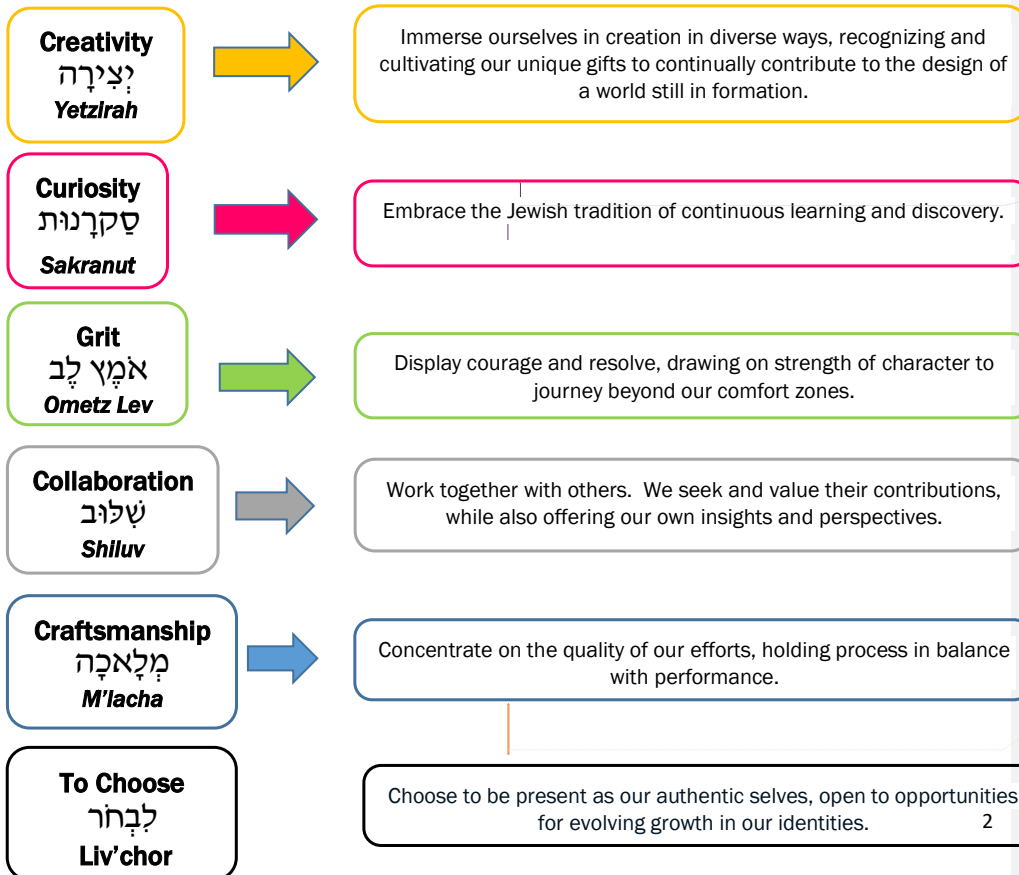 Creativity
יְצִירָה
Yetzirah
Immerse ourselves in creation in diverse ways, recognizing and
cultivating our unique gifts to continually contribute to the design of
a world still in formation.
Curiosity
סַקרָנוּת
Sakranut
Embrace the Jewish tradition of continuous learning and discovery.
Grit
אֹמֶץ לֶב
Ometz Lev
Display courage and resolve, drawing on strength of character to
journey beyond our comfort zones.
Collaboration
שִׁלּוּב
Shiluv
Work together with others.  We seek and value their contributions,
while also offering our own insights and perspectives.
Craftsmanship
מְלָאכָה
M'lacha
Concentrate on the quality of our efforts, holding process in balance
with performance.
To Choose
לִבְחֹר
Liv'chor
Choose to be present as our authentic selves, open to opportunities
for evolving growth in our identities.
2